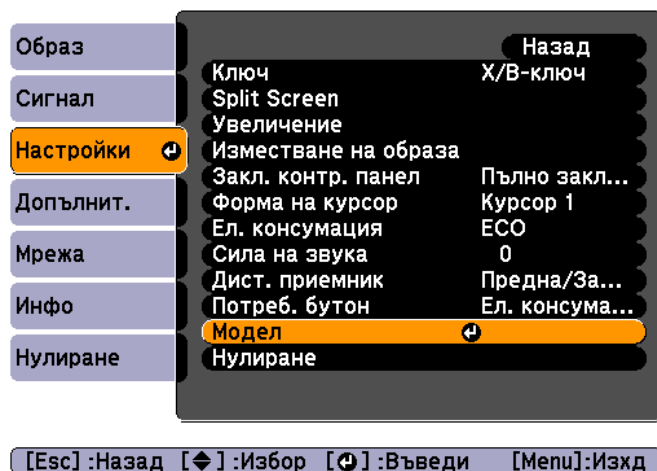 Образ
Сигнал
Настройки
Допълнит.
Мрежа
Инфо
Нулиране
Назад
Ключ Х/В-ключ
Split Screen
Увеличение
Изместване на образа
Закл. контр. панел Пълно закл...
Форма на курсор Курсор 1
Ел. консумация ECO
Сила на звука 0
Дист. приемник Предна/За...
Потреб. бутон Ел. консума...
Модел
Нулиране
[Esc] :Назад [◆] :Избор [↵] :Въведи [Menu]:Изхд